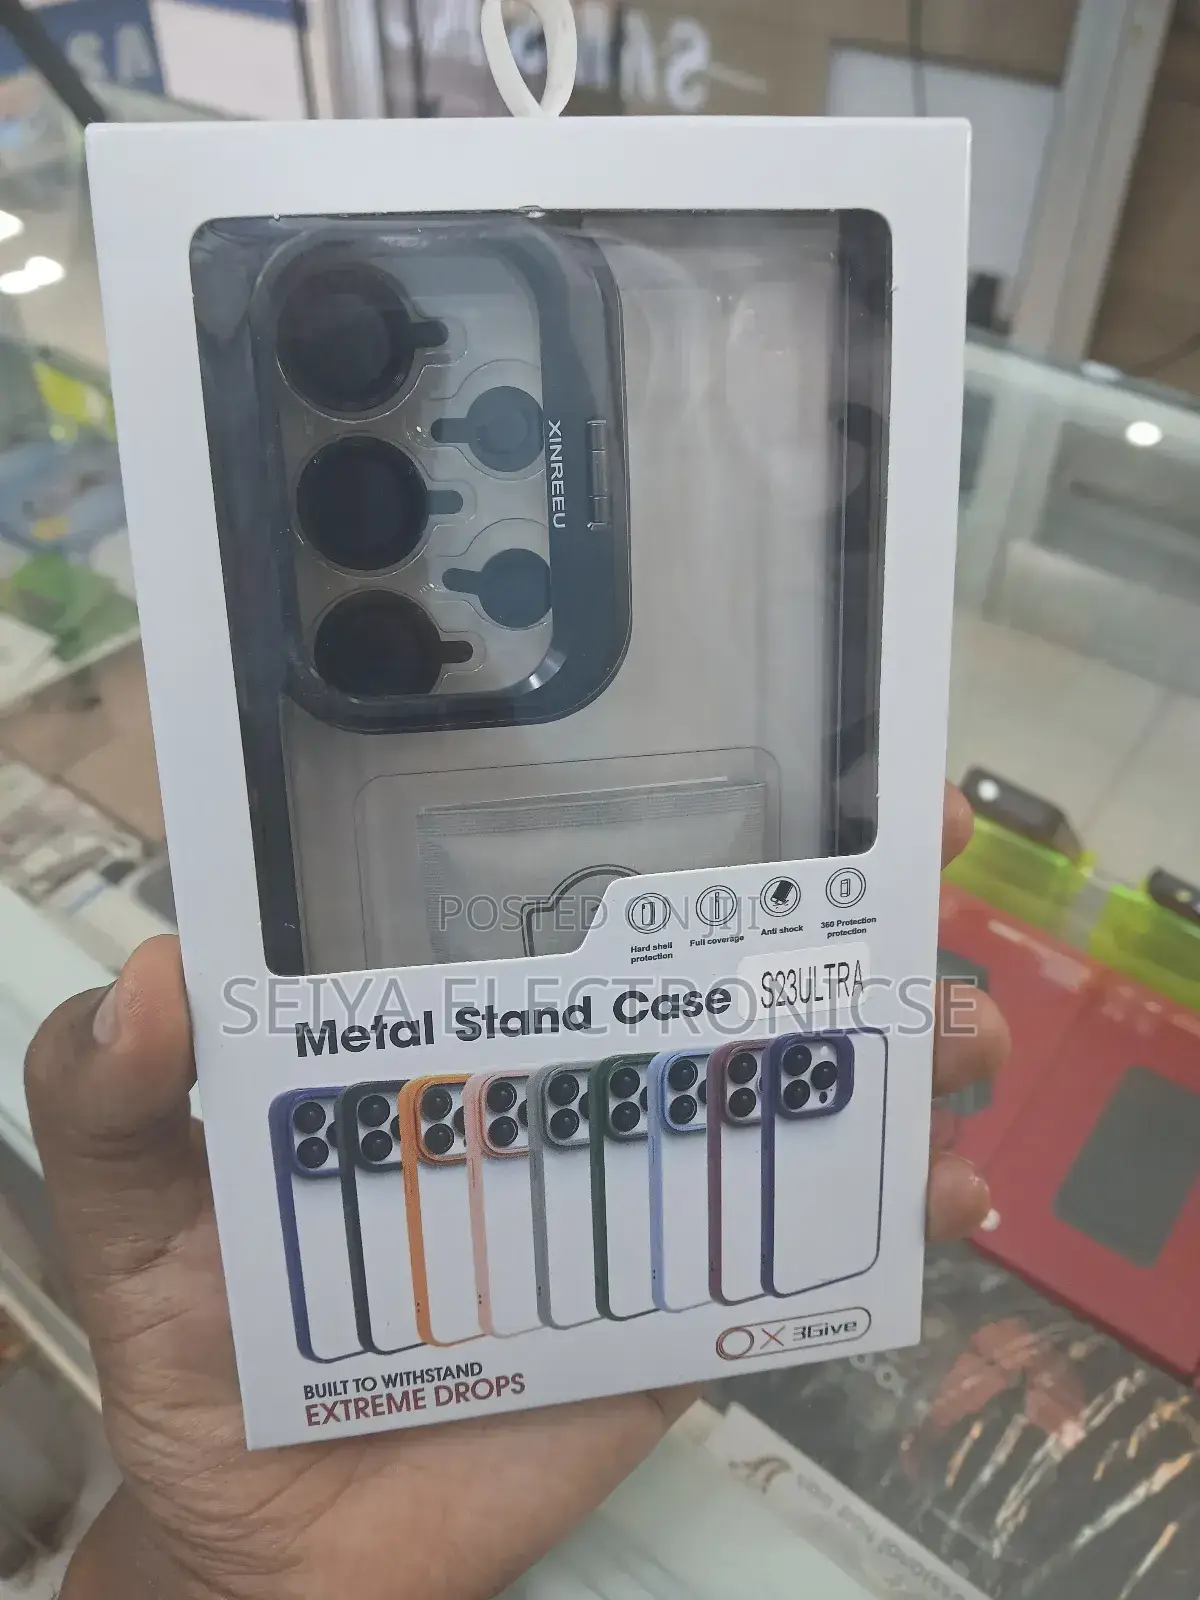 XINREEU
POSTED ON JIJI
Hard shell
protection
Full coverage
Anti shock
360 Protection
protection
SEIYA ELECTRONICSE
Metal Stand Case
S23ULTRA
X 3Give
BUILT TO WITHSTAND
EXTREME DROPS